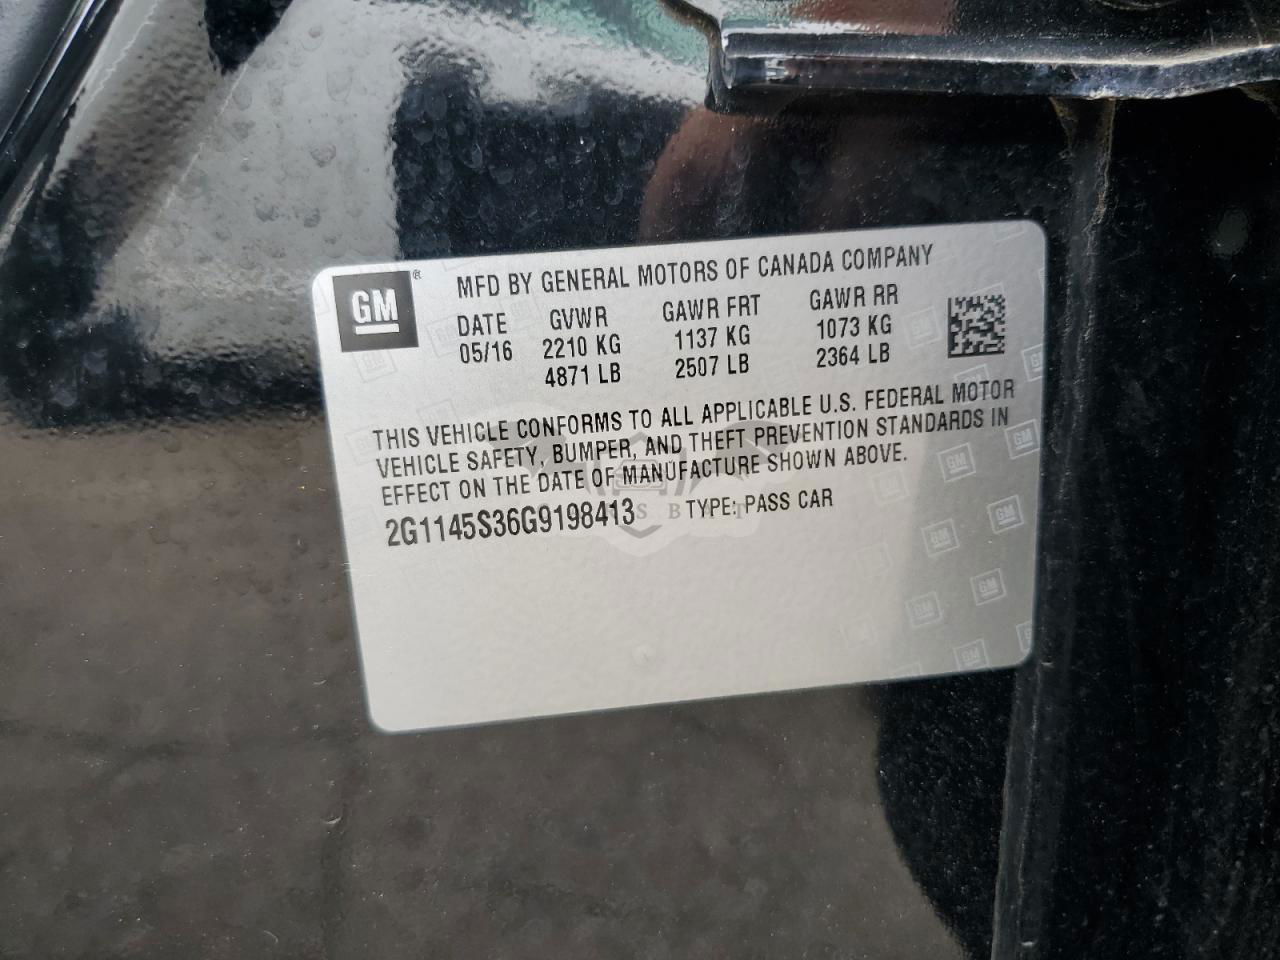 GM ®
MFD BY GENERAL MOTORS OF CANADA COMPANY
DATE GVWR GAWR FRT GAWR RR
05/16 2210 KG 1137 KG 1073 KG
4871 LB 2507 LB 2364 LB
THIS VEHICLE CONFORMS TO ALL APPLICABLE U.S. FEDERAL MOTOR
VEHICLE SAFETY, BUMPER, AND THEFT PREVENTION STANDARDS IN
EFFECT ON THE DATE OF MANUFACTURE SHOWN ABOVE.
2G1145S36G9198413 TYPE: PASS CAR